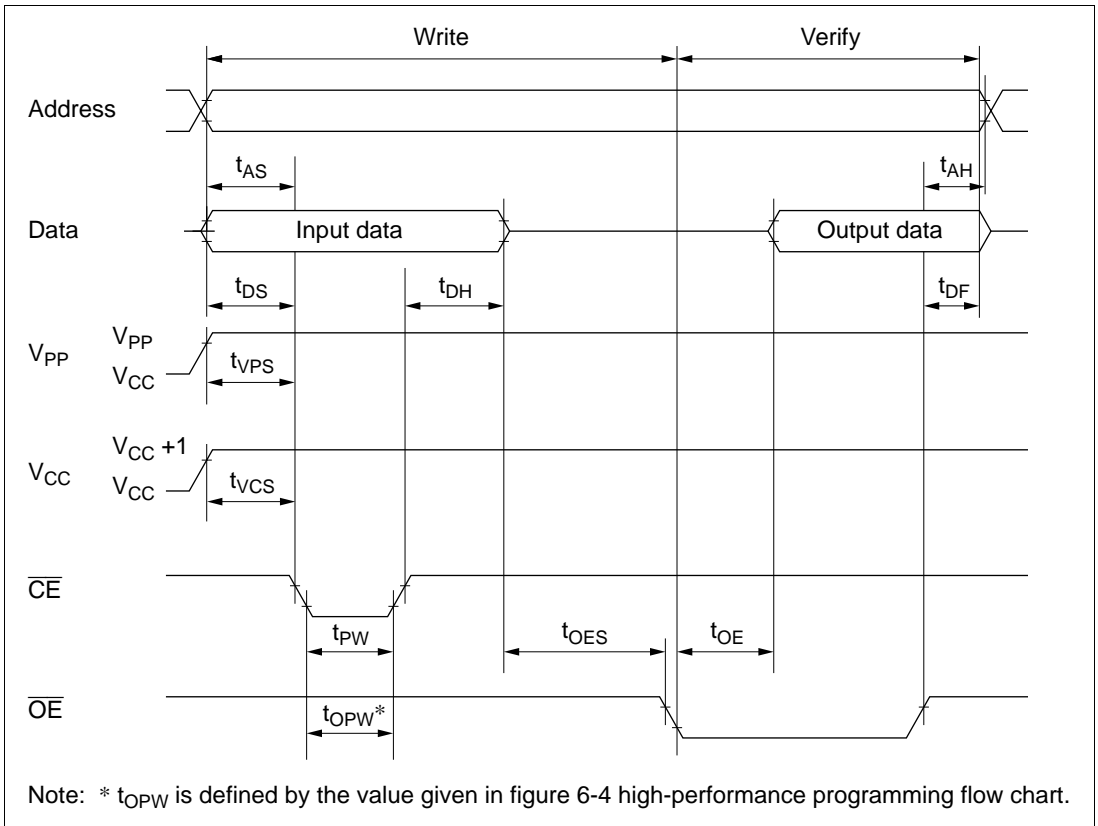 Write Verify
Address
tAS tAH
Data Input data Output data
tDS tDH tDF
VPP VPP
VCC
tVPS
VCC VCC +1
VCC
tVCS
CE
tPW tOES tOE
OE
tOPW*
Note: * tOPW is defined by the value given in figure 6-4 high-performance programming flow chart.